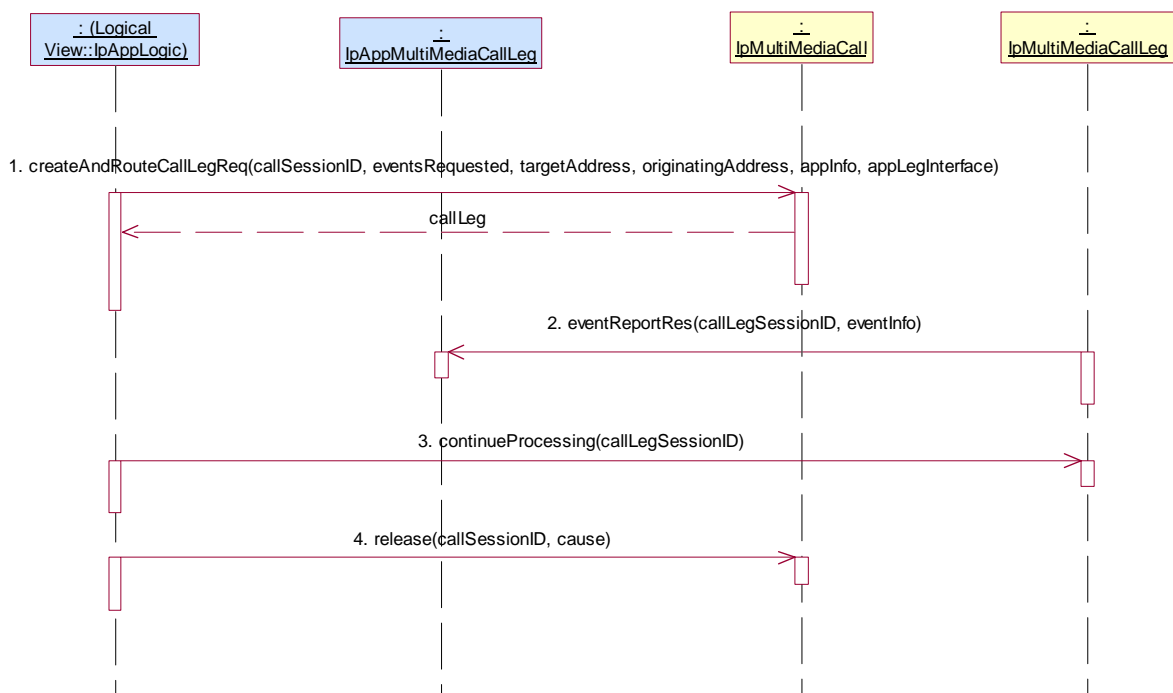 : (Logical
View::IpAppLogic)
:
IpAppMultiMediaCallLeg
:
IpMultiMediaCall
:
IpMultiMediaCallLeg
1. createAndRouteCallLegReq(callSessionID, eventsRequested, targetAddress, originatingAddress, appInfo, appLegInterface)
callLeg
2. eventReportRes(callLegSessionID, eventInfo)
3. continueProcessing(callLegSessionID)
4. release(callSessionID, cause)